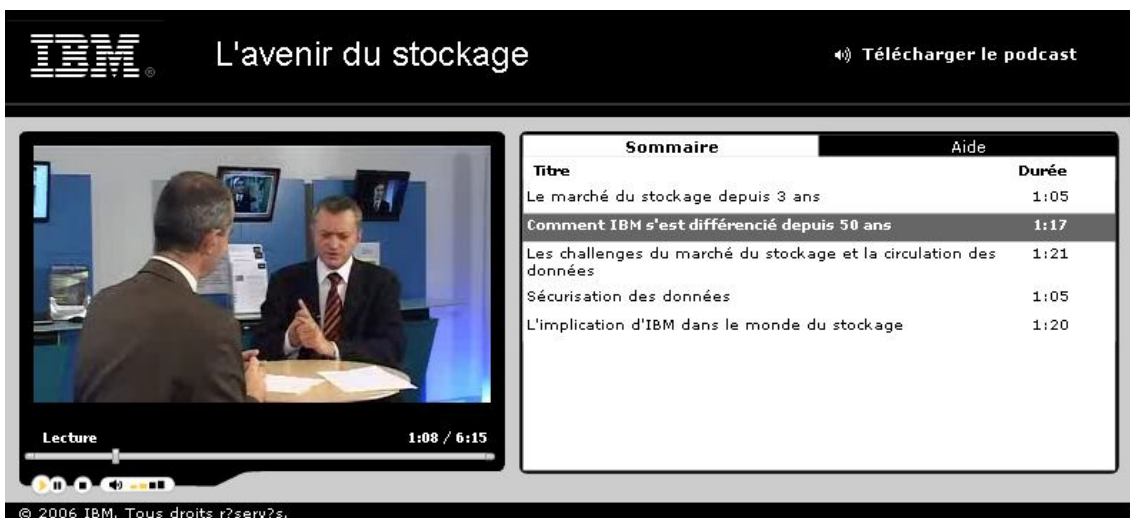 IBM®
L'avenir du stockage
Télécharger le podcast
Sommaire
Aide
Titre Durée
Le marché du stockage depuis 3 ans 1:05
Comment IBM s'est différencié depuis 50 ans 1:17
Les challenges du marché du stockage et la circulation des 1:21
données
Sécurisation des données 1:05
L'implication d'IBM dans le monde du stockage 1:20
Lecture 1:08 / 6:15
© 2006 IBM. Tous droits r?serv?s.